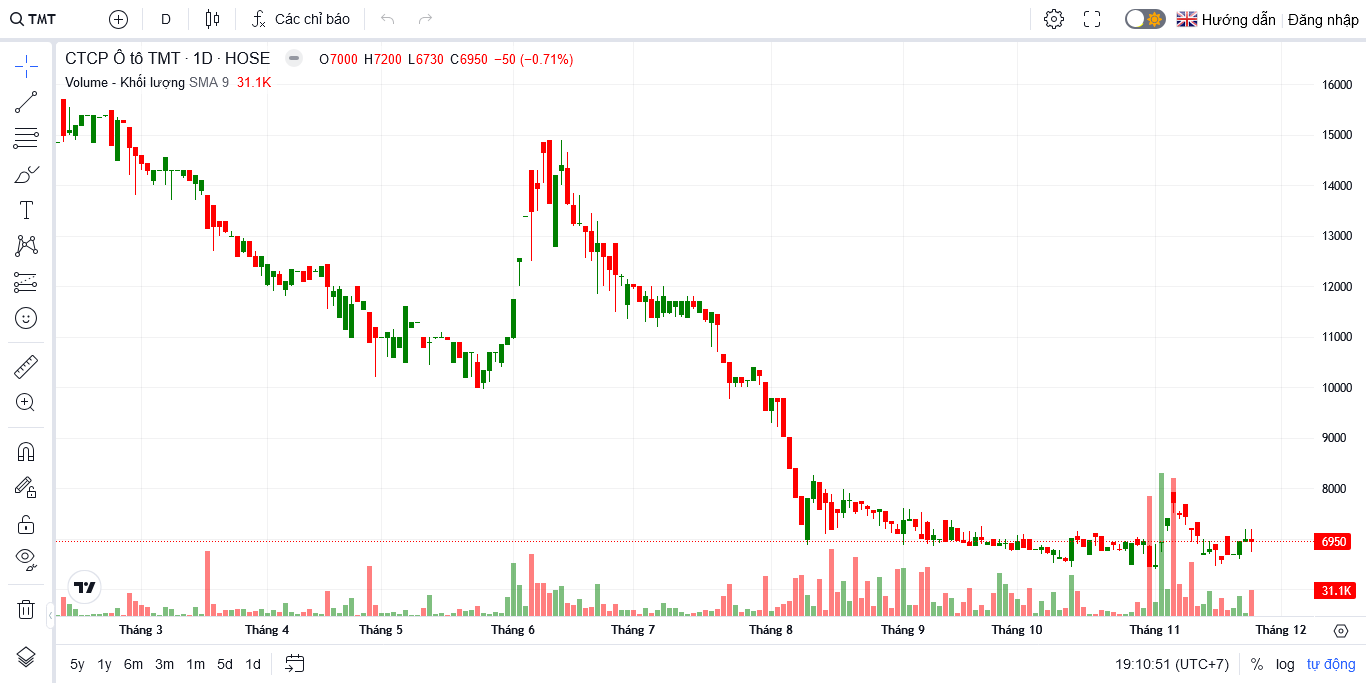 TMT D Các chỉ báo Hướng dẫn Đăng nhập
CTCP Ô tô TMT · 1D · HOSE O7000 H7200 L6730 C6950 −50 (−0.71%)
Volume - Khối lượng SMA 9 31.1K
16000
15000
14000
13000
12000
11000
10000
9000
8000
6950
31.1K
Tháng 3 Tháng 4 Tháng 5 Tháng 6 Tháng 7 Tháng 8 Tháng 9 Tháng 10 Tháng 11 Tháng 12
5y 1y 6m 3m 1m 5d 1d 19:10:51 (UTC+7) % log tự động